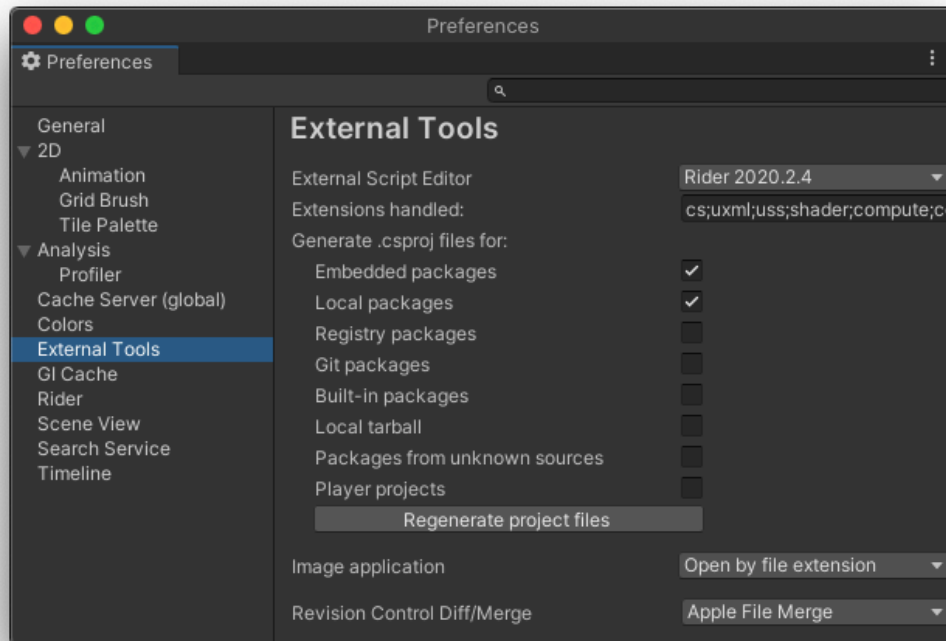 Preferences
Preferences
General
2D
Animation
Grid Brush
Tile Palette
Analysis
Profiler
Cache Server (global)
Colors
External Tools
GI Cache
Rider
Scene View
Search Service
Timeline
External Tools
External Script Editor Rider 2020.2.4
Extensions handled: cs;uxml;uss;shader;compute;c
Generate .csproj files for:
Embedded packages
Local packages
Registry packages
Git packages
Built-in packages
Local tarball
Packages from unknown sources
Player projects
Regenerate project files
Image application Open by file extension
Revision Control Diff/Merge Apple File Merge